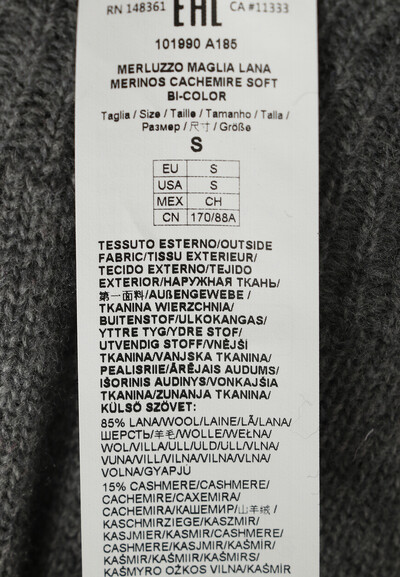 RN 148361 EAC CA #11333
101990 A185
MERLUZZO MAGLIA LANA
MERINOS CACHEMIRE SOFT
BI-COLOR
Taglia / Size / Taille / Tamanho / Talla /
Размер / 尺寸 / Größe
S
EU S
USA S
MEX CH
CN 170/88A
TESSUTO ESTERNO/OUTSIDE
FABRIC/TISSU EXTERIEUR/
TECIDO EXTERNO/TEJIDO
EXTERIOR/НАРУЖНАЯ ТКАНЬ/
第一面料/AUßENGEWEBE /
TKANINA WIERZCHNIA/
BUITENSTOF/ULKOKANGAS/
YTTRE TYG/YDRE STOF/
UTVENDIG STOFF/VNĚJŠÍ
TKANINA/VANJSKA TKANINA/
PEALISRIIE/ĀRĒJAIS AUDUMS/
IŠORINIS AUDINYS/VONKAJŠIA
TKANINA/ZUNANJA TKANINA/
KÜLSÖ SZÖVET:
85% LANA/WOOL/LAINE/LÃ/LANA/
ШЕРСТЬ/羊毛/WOLLE/WEŁNA/
WOL/VILLA/ULL/ULD/ULL/VLNA/
VUNA/VILL/VILNA/VILNA/VLNA/
VOLNA/GYAPJÚ
15% CASHMERE/CASHMERE/
CACHEMIRE/CAXEMIRA/
CACHEMIRA/КАШЕМИР/山羊绒/
KASCHMIRZIEGE/KASZMIR/
KASJMIER/KASMIR/CASHMERE/
CASHMERE/KASJMIR/KAŠMÍR/
KAŠMIR/KAŠMIIR/KAŠMIRS/
KAŠMYRO OŽKOS VILNA/KAŠMÍR